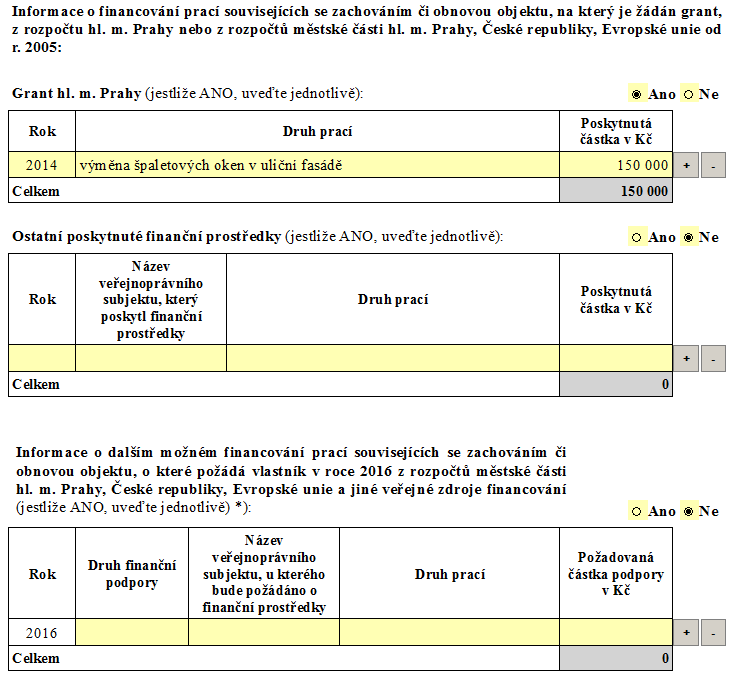 Informace o financování prací souvisejících se zachováním či obnovou objektu, na který je žádán grant,
z rozpočtu hl. m. Prahy nebo z rozpočtů městské části hl. m. Prahy, České republiky, Evropské unie od
r. 2005:
Grant hl. m. Prahy (jestliže ANO, uveďte jednotlivě):
Ano Ne
Rok
Druh prací
Poskytnutá
částka v Kč
2014 výměna špaletových oken v uliční fasádě 150 000 + -
Celkem 150 000
Ostatní poskytnuté finanční prostředky (jestliže ANO, uveďte jednotlivě):
Ano Ne
Rok
Název
veřejnoprávního
subjektu, který
poskytl finanční
prostředky
Druh prací
Poskytnutá
částka v Kč
+ -
Celkem 0
Informace o dalším možném financování prací souvisejících se zachováním či
obnovou objektu, o které požádá vlastník v roce 2016 z rozpočtů městské části
hl. m. Prahy, České republiky, Evropské unie a jiné veřejné zdroje financování
(jestliže ANO, uveďte jednotlivě) *):
Ano Ne
Rok
Druh finanční
podpory
Název
veřejnoprávního
subjektu, u kterého
bude požádáno o
finanční prostředky
Druh prací
Požadovaná
částka podpory
v Kč
2016 + -
Celkem 0